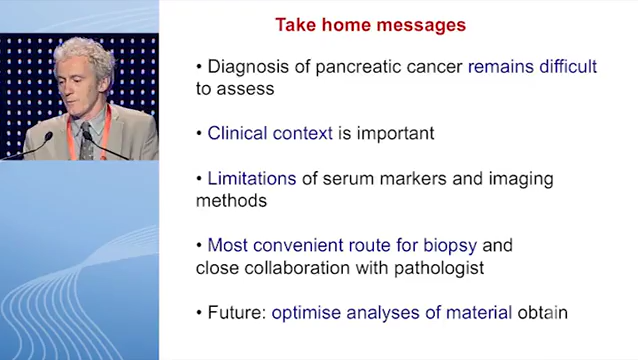 Take home messages
• Diagnosis of pancreatic cancer remains difficult
to assess
• Clinical context is important
• Limitations of serum markers and imaging
methods
• Most convenient route for biopsy and
close collaboration with pathologist
• Future: optimise analyses of material obtain